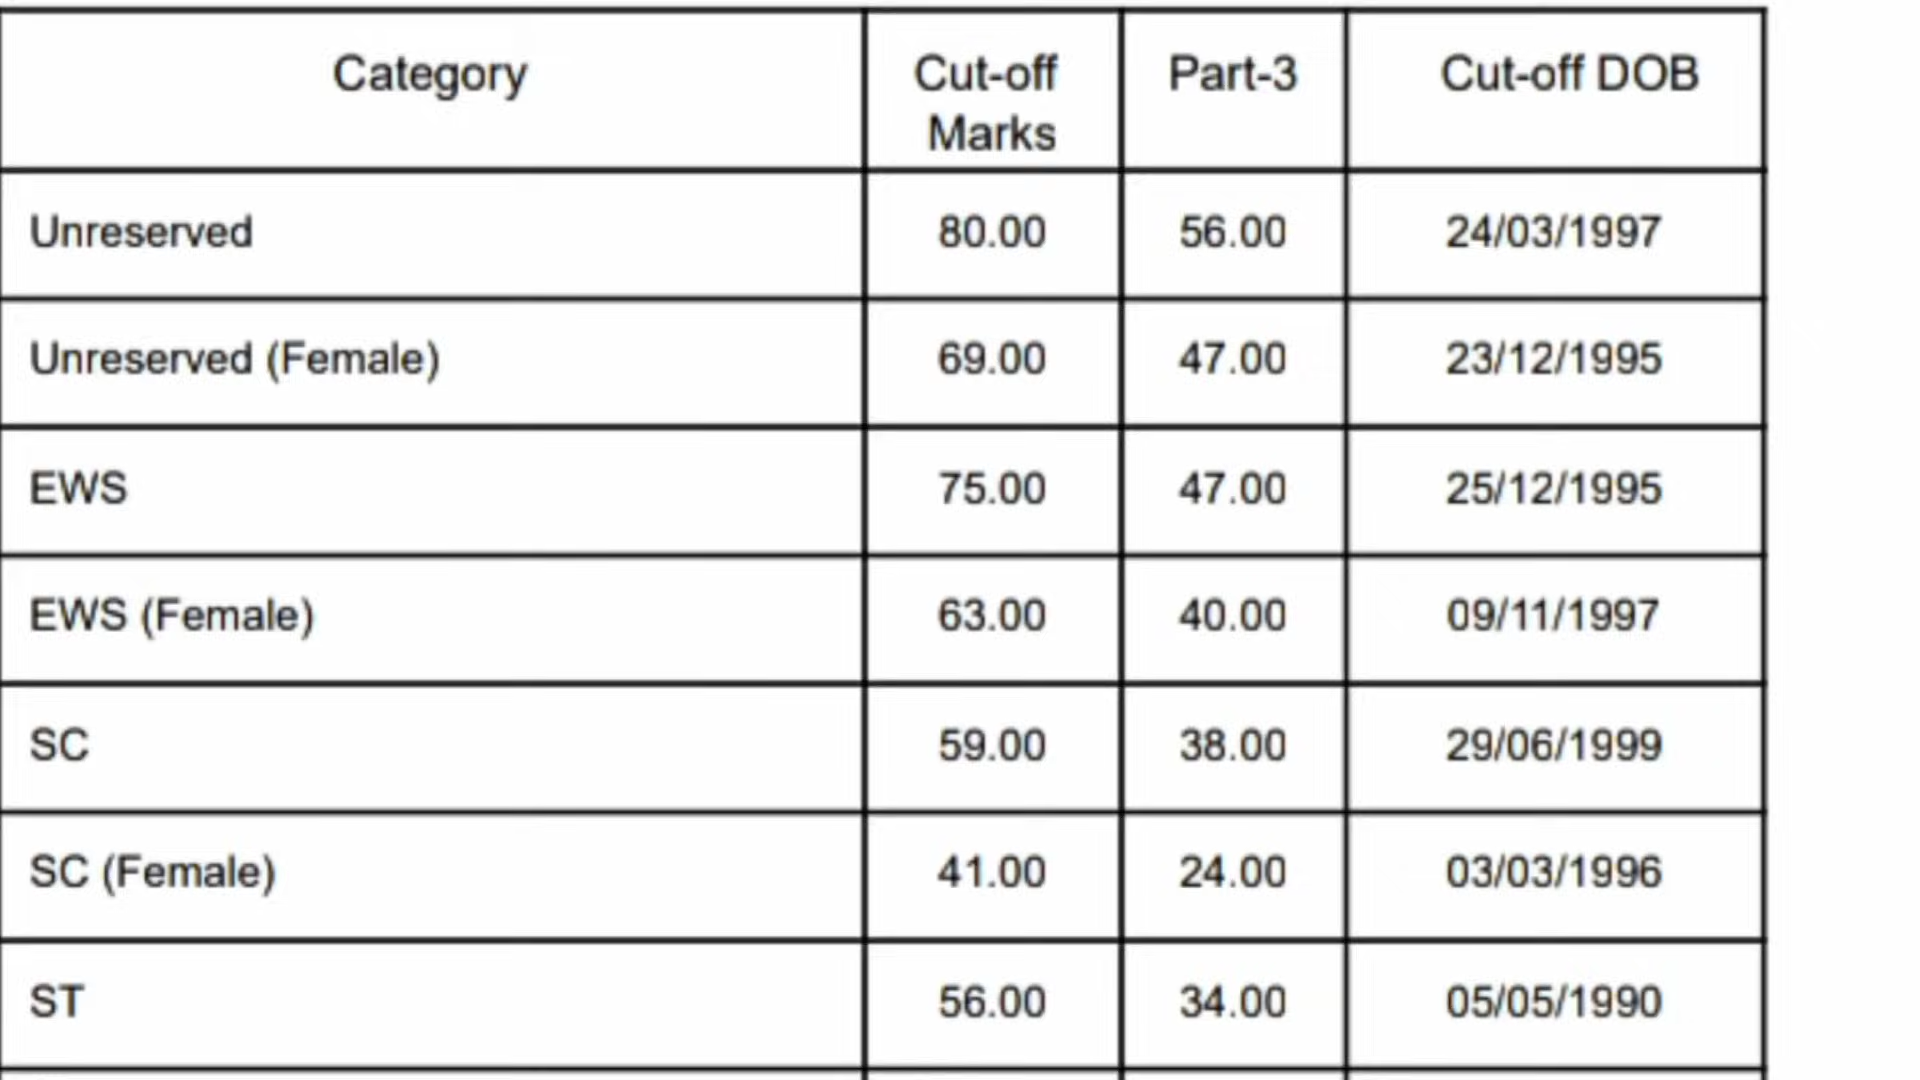 Category Cut-off Marks Part-3 Cut-off DOB
Unreserved 80.00 56.00 24/03/1997
Unreserved (Female) 69.00 47.00 23/12/1995
EWS 75.00 47.00 25/12/1995
EWS (Female) 63.00 40.00 09/11/1997
SC 59.00 38.00 29/06/1999
SC (Female) 41.00 24.00 03/03/1996
ST 56.00 34.00 05/05/1990